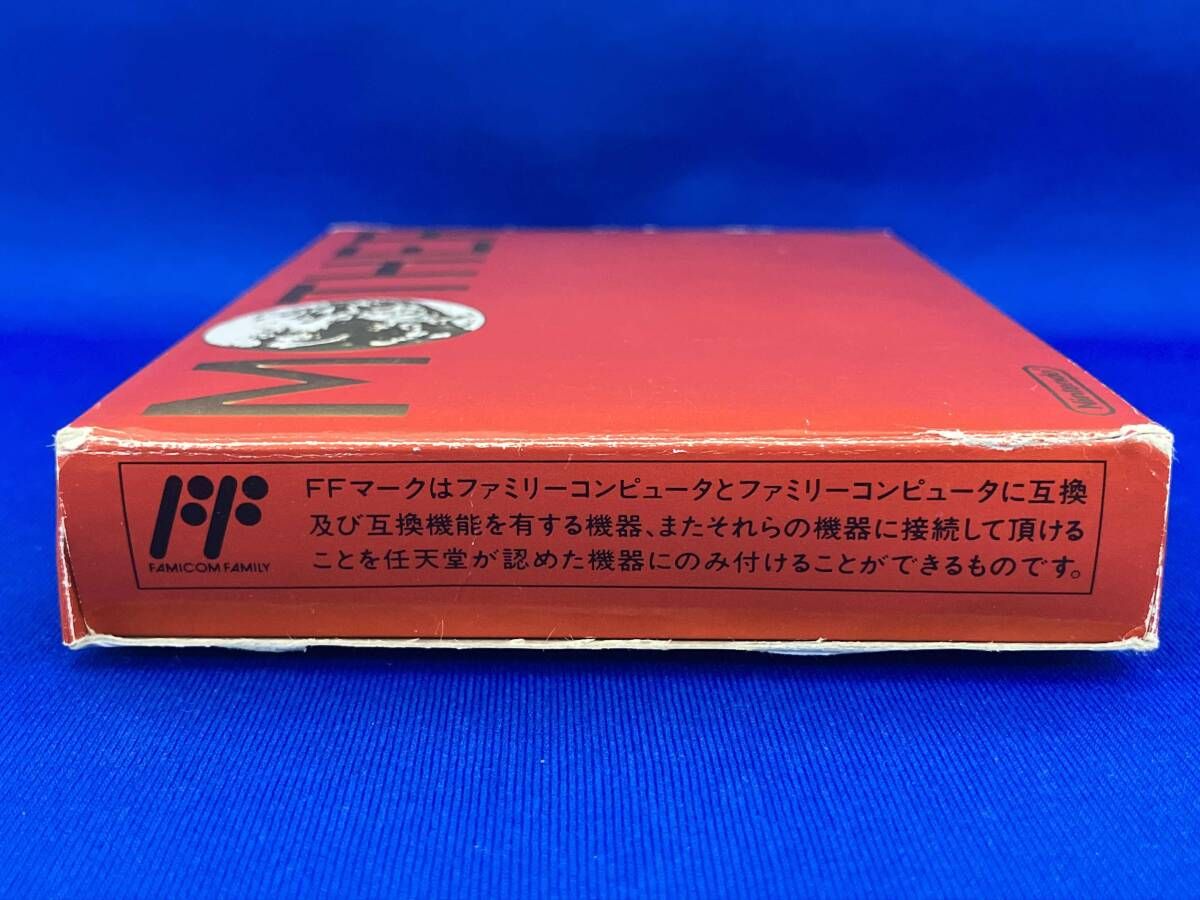 MOTHER
Nintendo
FAMICOM FAMILY
FFマークはファミリーコンピュータとファミリーコンピュータに互換
及び互換機能を有する機器、またそれらの機器に接続して頂ける
ことを任天堂が認めた機器にのみ付けることができるものです。